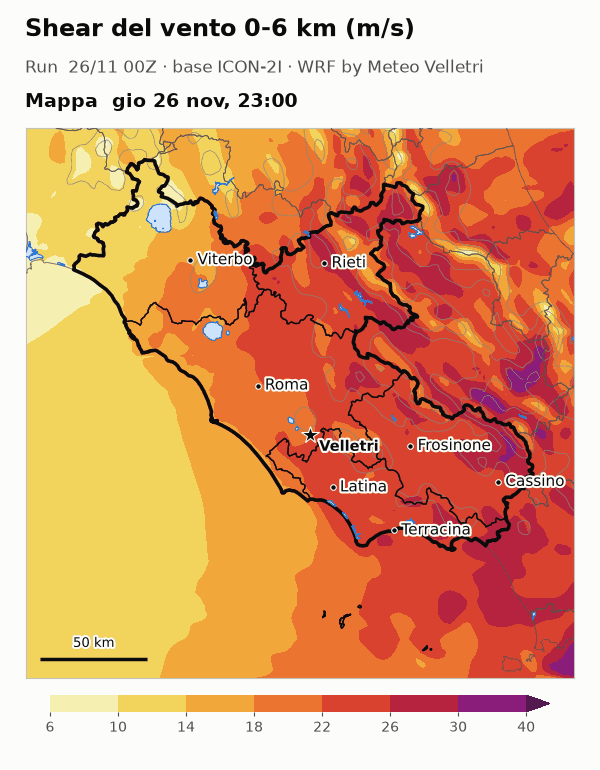 Shear del vento 0-6 km (m/s)
Run  26/11 00Z · base ICON-2I · WRF by Meteo Velletri
Mappa  gio 26 nov, 23:00
Viterbo
Rieti
Roma
Velletri
Frosinone
Cassino
Latina
Terracina
50 km
6 10 14 18 22 26 30 40